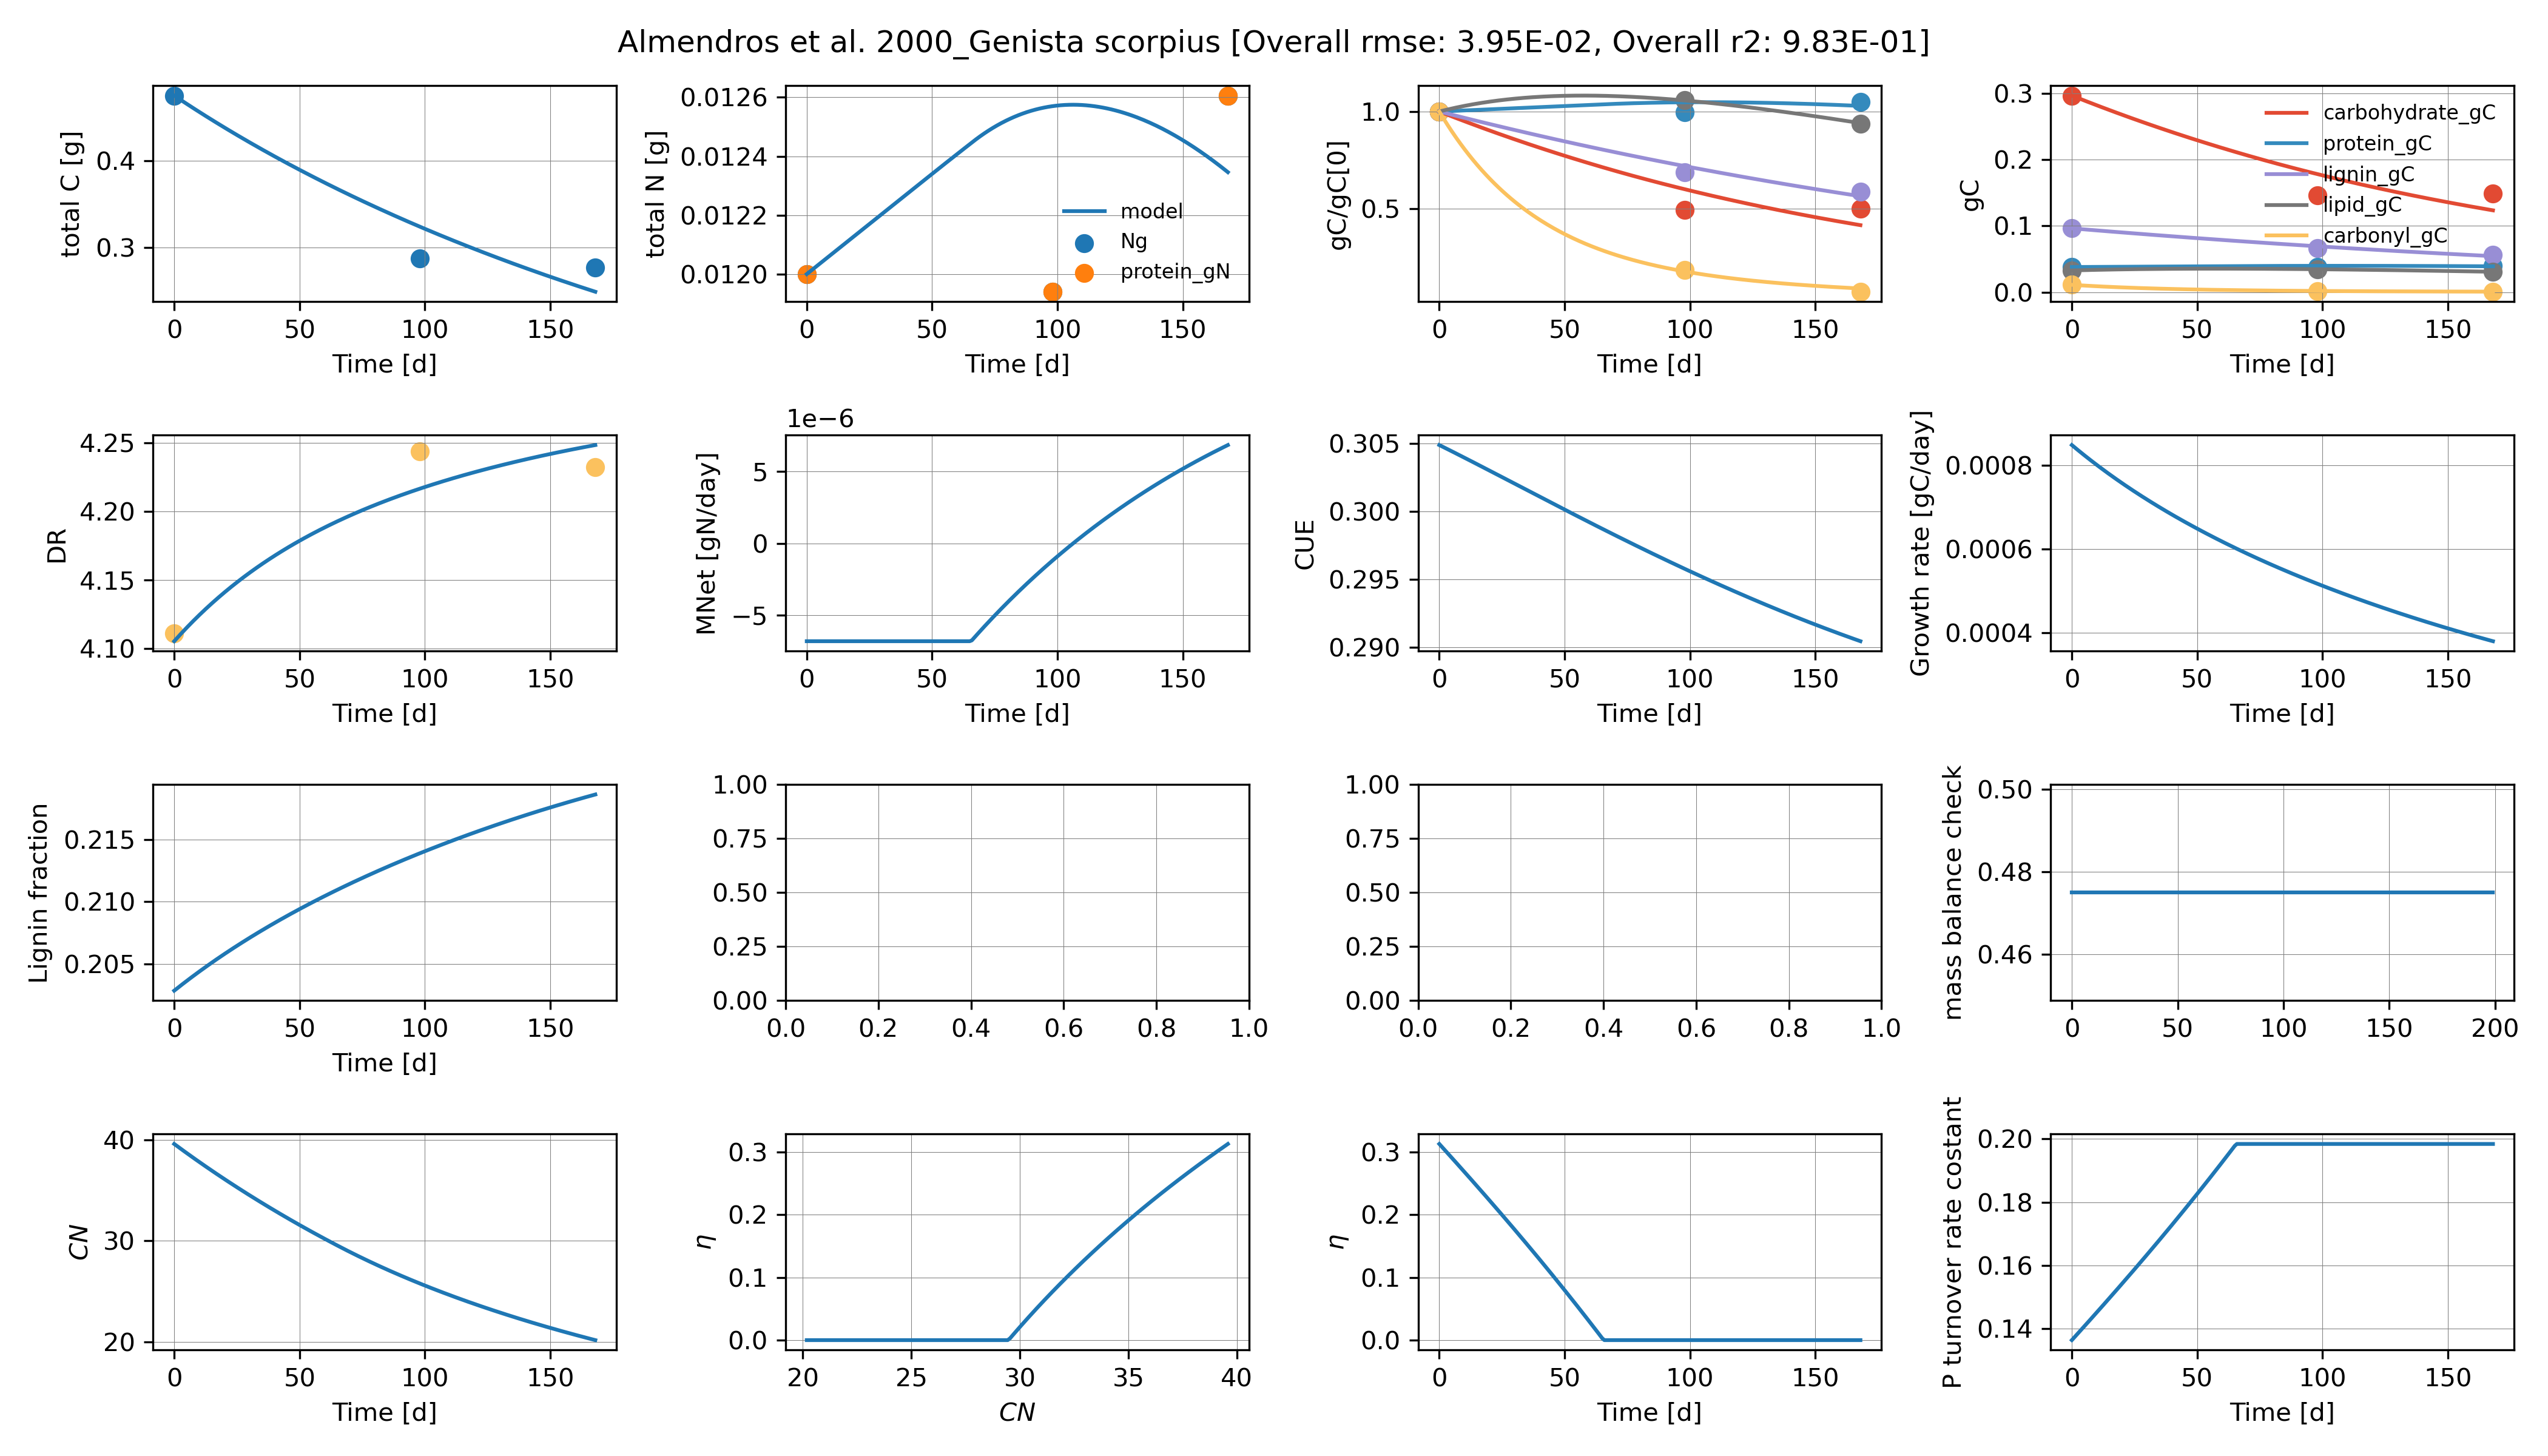 Almendros et al. 2000_Genista scorpius [Overall rmse: 3.95E-02, Overall r2: 9.83E-01]
total C [g]
0.4
0.3
0 50 100 150
Time [d]
total N [g]
0.0126
0.0124
0.0122
0.0120
model
Ng
protein_gN
0 50 100 150
Time [d]
gC/gC[0]
1.0
0.5
0 50 100 150
Time [d]
gC
0.3
0.2
0.1
0.0
carbohydrate_gC
protein_gC
lignin_gC
lipid_gC
carbonyl_gC
0 50 100 150
Time [d]
DR
4.25
4.20
4.15
4.10
0 50 100 150
Time [d]
1e−6
MNet [gN/day]
5
0
−5
0 50 100 150
Time [d]
CUE
0.305
0.300
0.295
0.290
0 50 100 150
Time [d]
Growth rate [gC/day]
0.0008
0.0006
0.0004
0 50 100 150
Time [d]
Lignin fraction
0.215
0.210
0.205
0 50 100 150
Time [d]
1.00
0.75
0.50
0.25
0.00
0.0 0.2 0.4 0.6 0.8 1.0
1.00
0.75
0.50
0.25
0.00
0.0 0.2 0.4 0.6 0.8 1.0
mass balance check
0.50
0.48
0.46
0 50 100 150 200
CN
40
30
20
0 50 100 150
Time [d]
η
0.3
0.2
0.1
0.0
20 25 30 35 40
CN
η
0.3
0.2
0.1
0.0
0 50 100 150
Time [d]
P turnover rate costant
0.20
0.18
0.16
0.14
0 50 100 150
Time [d]